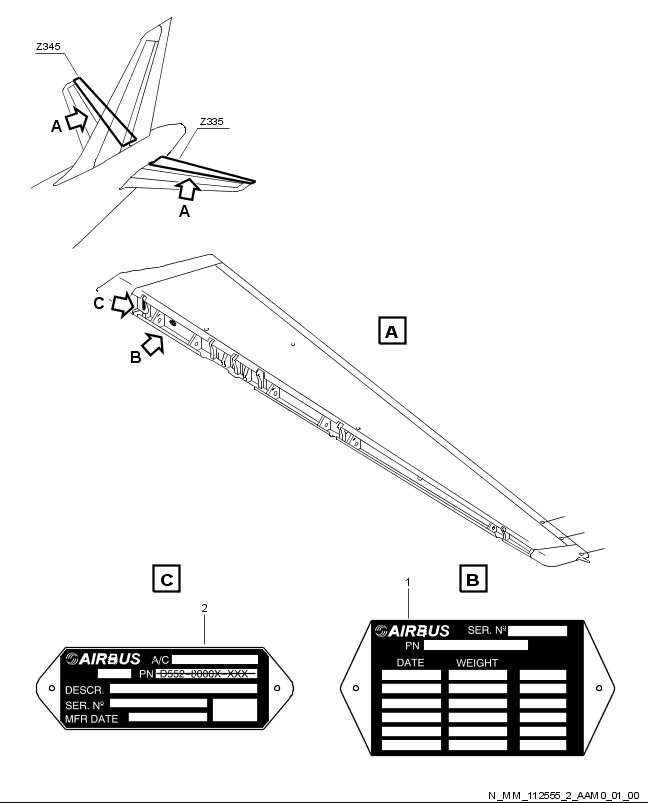 Z345
A
Z335
A
C
B
A
C
B
2
1
AIRBUS A/C
PN D552-0000X-XXX
DESCR.
SER. Nº
MFR DATE
AIRBUS SER. Nº
PN
DATE WEIGHT
N_MM_112555_2_AAM0_01_00